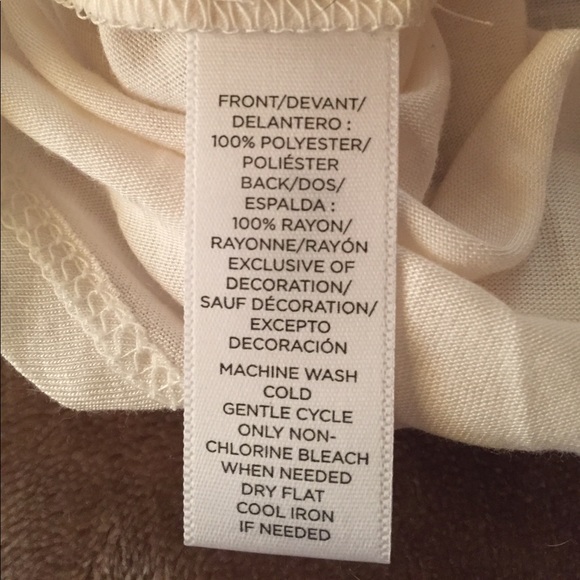 FRONT/DEVANT/
DELANTERO :
100% POLYESTER/
POLIÉSTER
BACK/DOS/
ESPALDA :
100% RAYON/
RAYONNE/RAYÓN
EXCLUSIVE OF
DECORATION/
SAUF DÉCORATION/
EXCEPTO
DECORACIÓN
MACHINE WASH
COLD
GENTLE CYCLE
ONLY NON-
CHLORINE BLEACH
WHEN NEEDED
DRY FLAT
COOL IRON
IF NEEDED